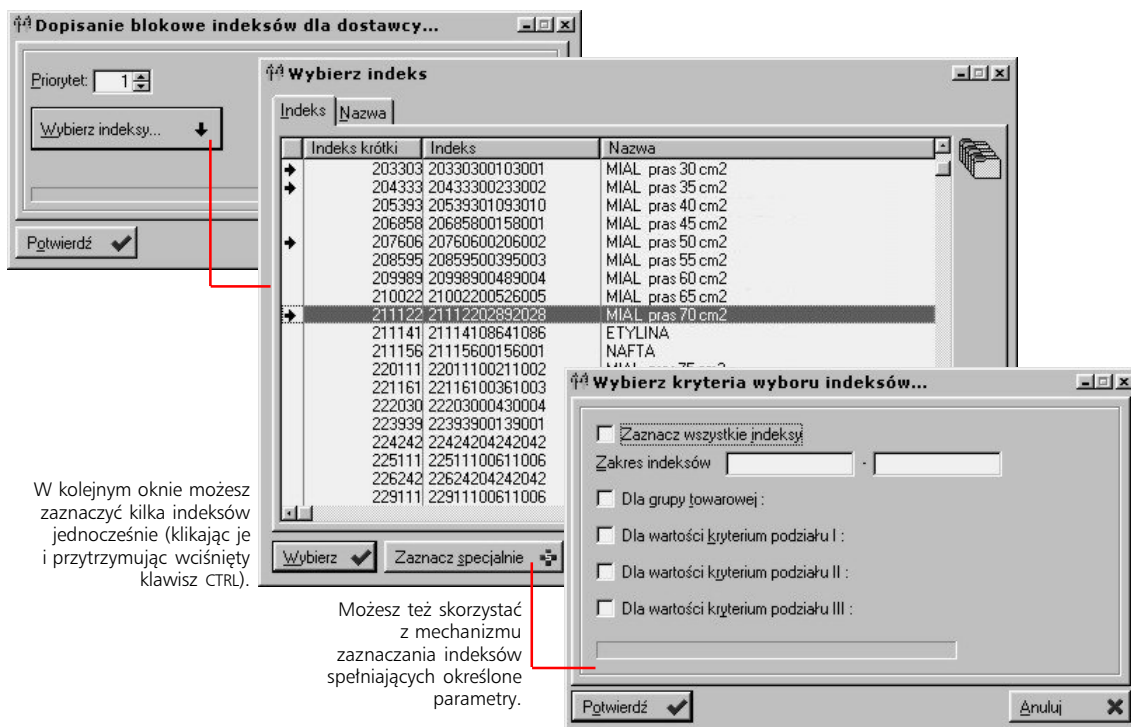 Dopisanie blokowe indeksów dla dostawcy...
Priorytet: 1
Wybierz indeksy...
Potwierdź
Wybierz indeks
Indeks Nazwa
Indeks krótki Indeks Nazwa
203303 20330300103001 MIAL pras 30 cm2
204333 20433300233002 MIAL pras 35 cm2
205393 20539301093010 MIAL pras 40 cm2
206858 20685800158001 MIAL pras 45 cm2
207606 20760600206002 MIAL pras 50 cm2
208595 20859500395003 MIAL pras 55 cm2
209989 20998900489004 MIAL pras 60 cm2
210022 21002200526005 MIAL pras 65 cm2
211122 21112202892028 MIAL pras 70 cm2
211141 21114108641086 ETYLINA
211156 21115600156001 NAFTA
220111 22011100211002
221161 22116100361003
222030 22203000430004
223939 22393900139001
224242 22424204242042
225111 22511100611006
226242 22624204242042
229111 22911100611006
Wybierz Zaznacz specjalnie
Wybierz kryteria wyboru indeksów...
Zaznacz wszystkie indeksy
Zakres indeksów -
Dla grupy towarowej :
Dla wartości kryterium podziału I :
Dla wartości kryterium podziału II :
Dla wartości kryterium podziału III :
Potwierdź Anuluj
W kolejnym oknie możesz
zaznaczyć kilka indeksów
jednocześnie (klikając je
i przytrzymując wciśnięty
klawisz CTRL).
Możesz też skorzystać
z mechanizmu
zaznaczania indeksów
spełniających określone
parametry.